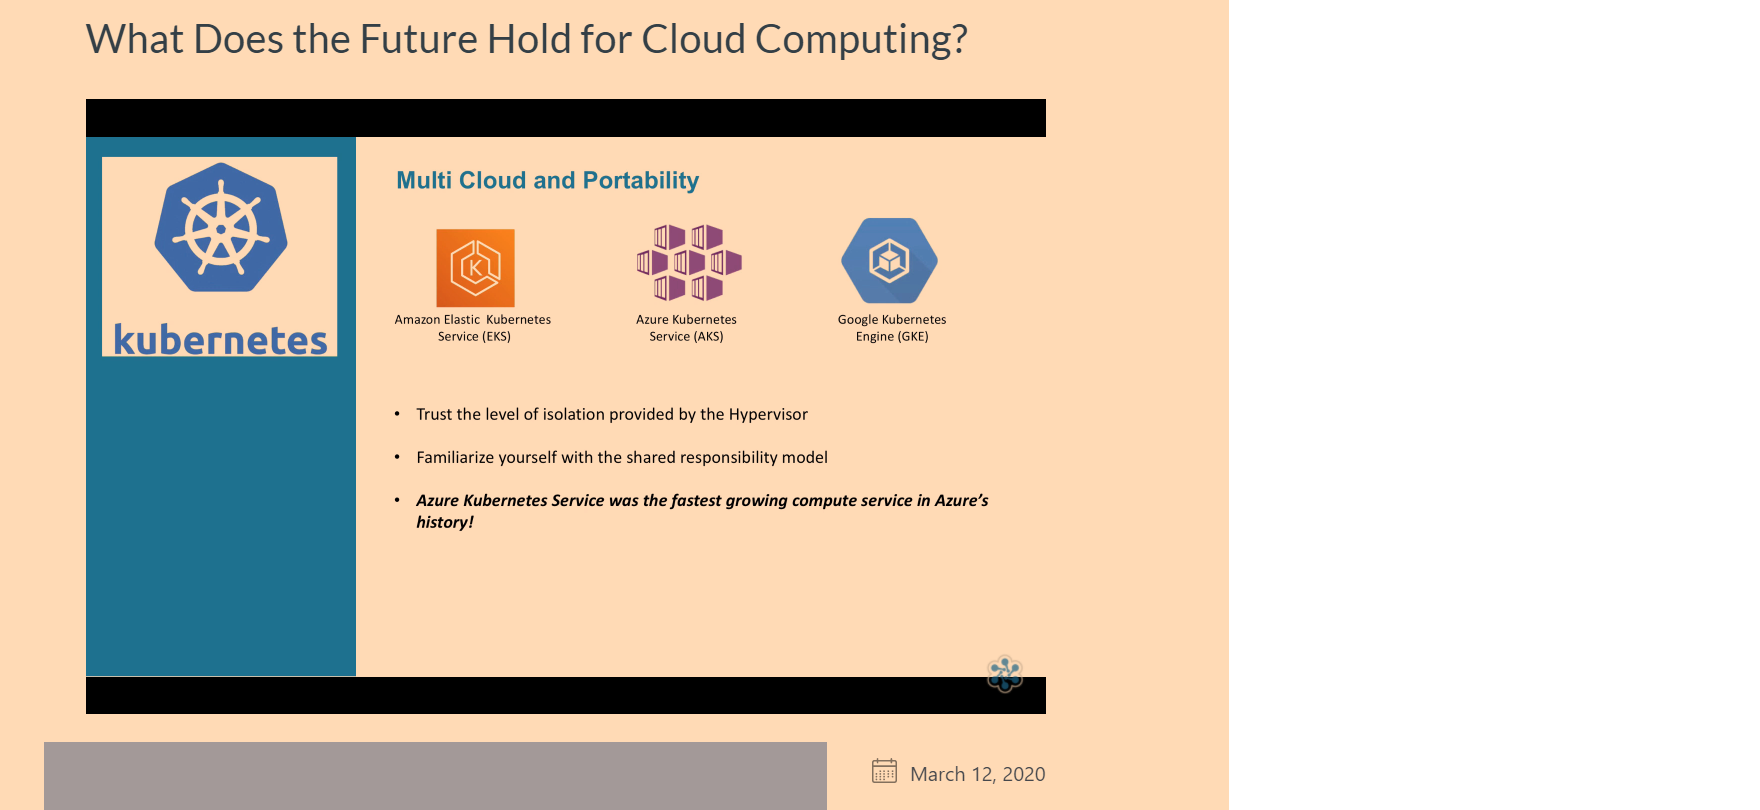 What Does the Future Hold for Cloud Computing?
kubernetes
Multi Cloud and Portability
K
Amazon Elastic Kubernetes
Service (EKS)
Azure Kubernetes
Service (AKS)
Google Kubernetes
Engine (GKE)
• Trust the level of isolation provided by the Hypervisor
• Familiarize yourself with the shared responsibility model
• Azure Kubernetes Service was the fastest growing compute service in Azure’s
history!
March 12, 2020